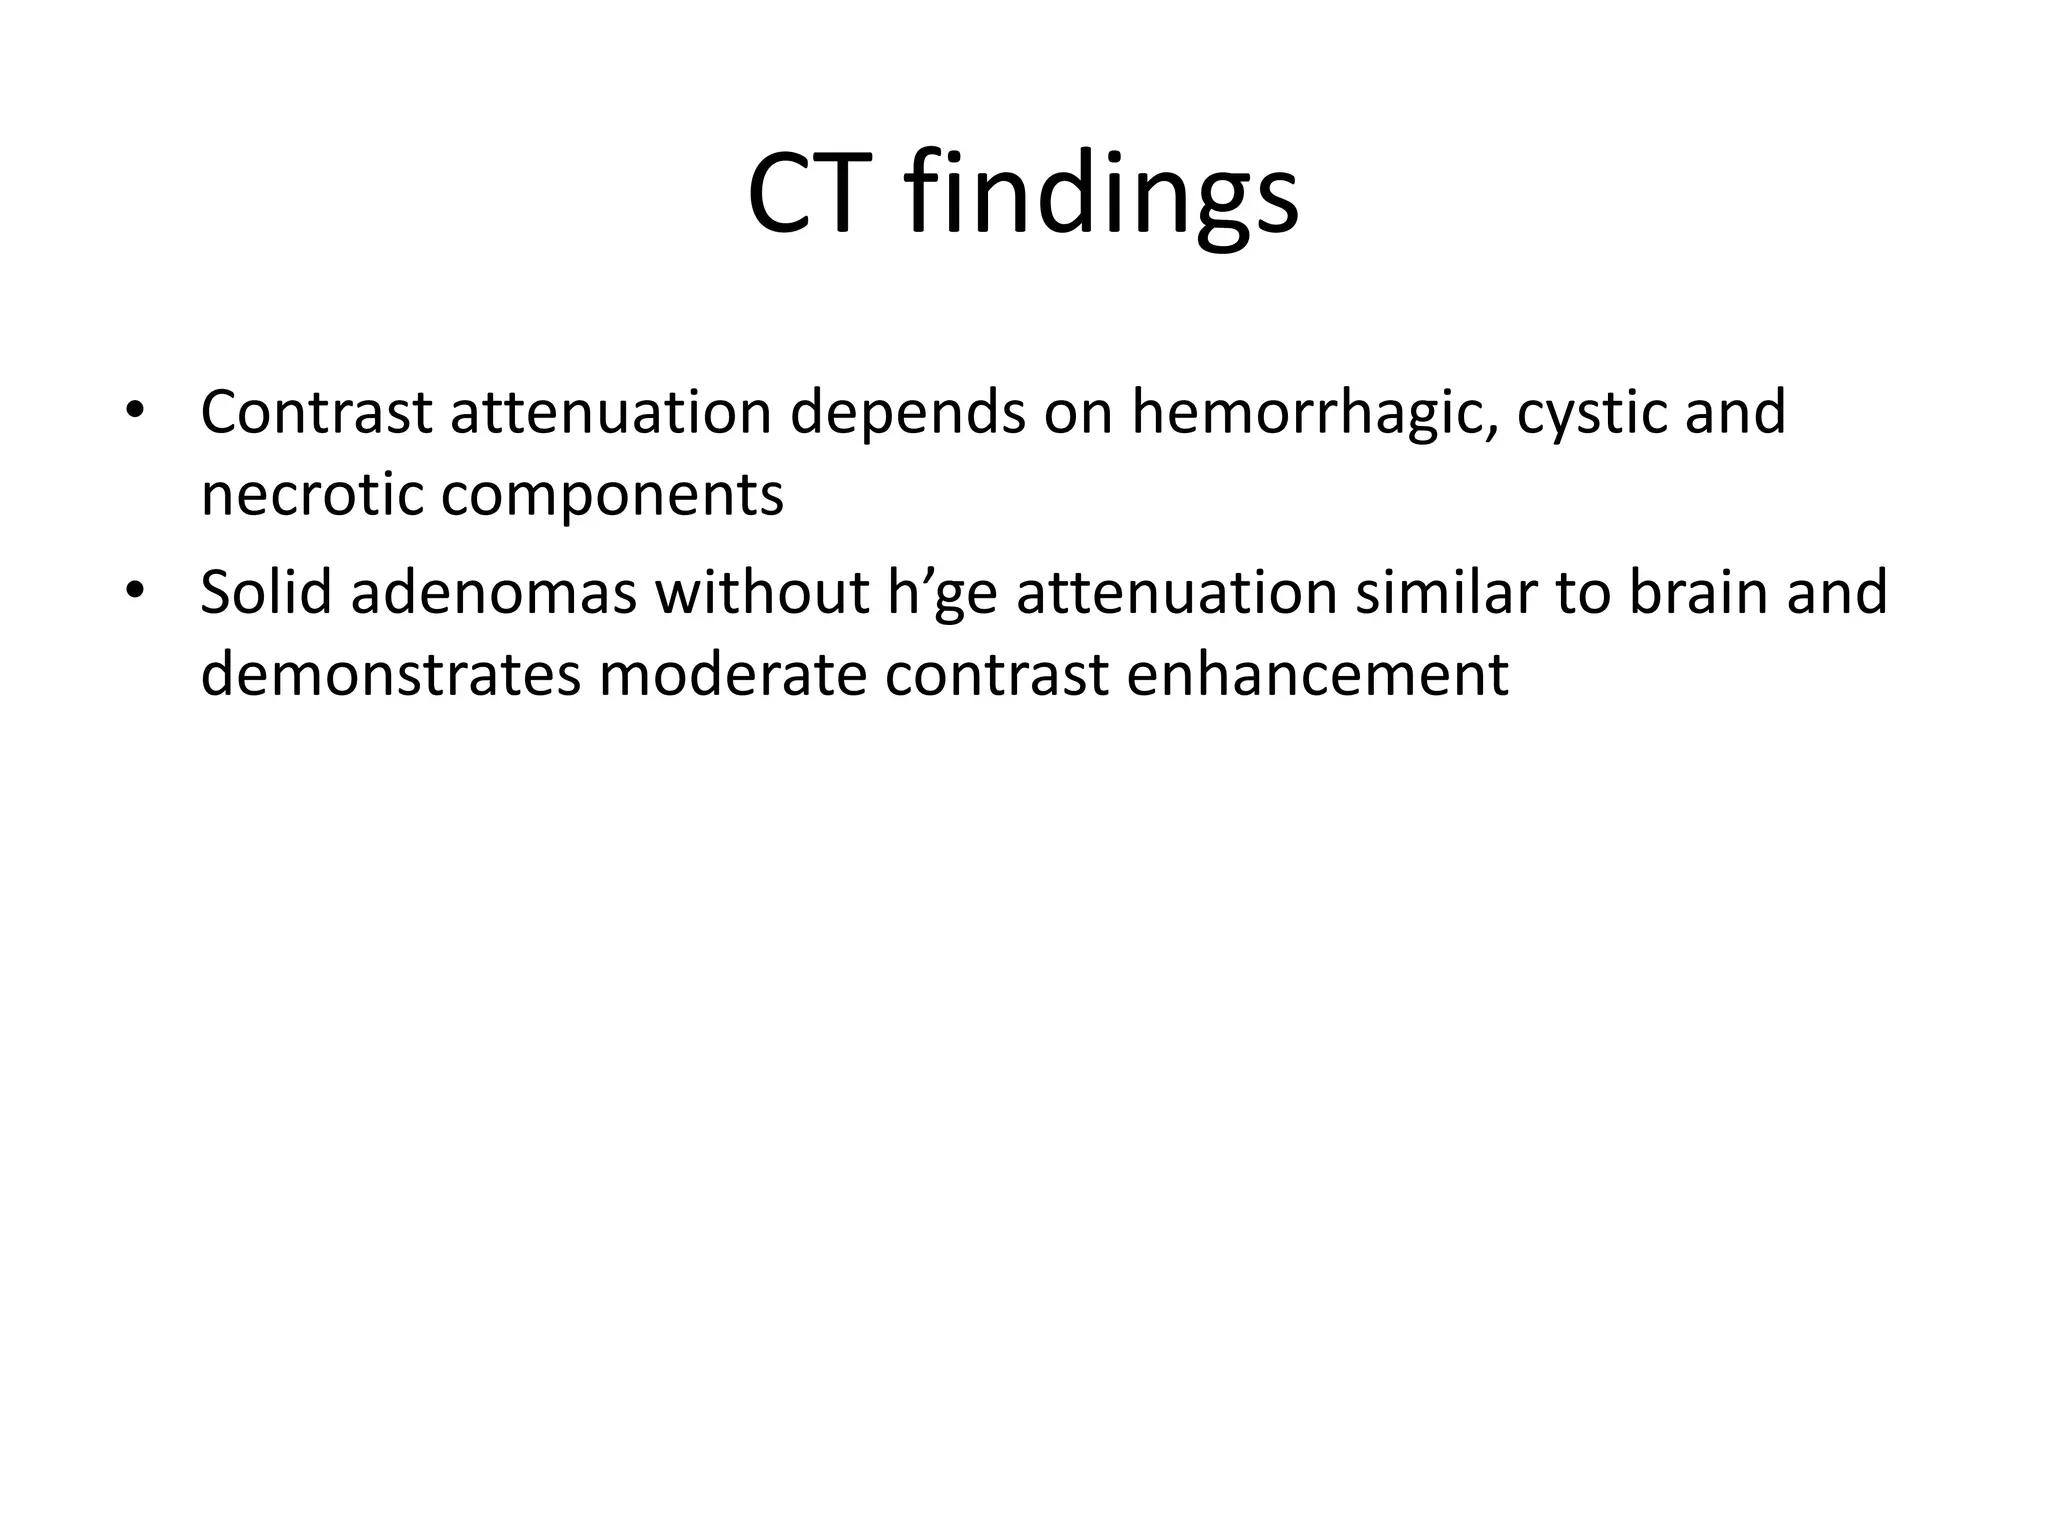 CT findings
• Contrast attenuation depends on hemorrhagic, cystic and
necrotic components
• Solid adenomas without h’ge attenuation similar to brain and
demonstrates moderate contrast enhancement